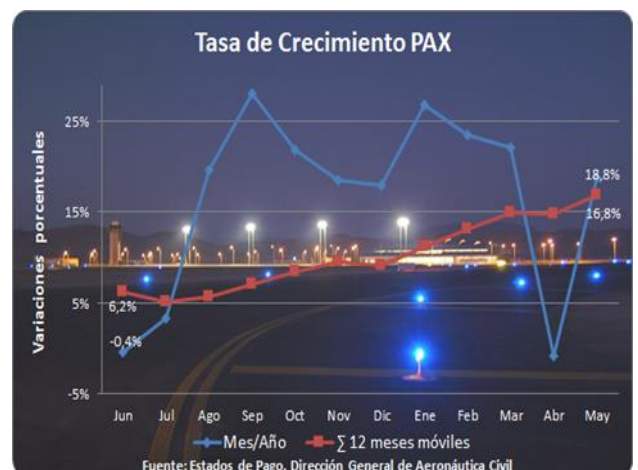 Tasa de Crecimiento PAX
Variaciones porcentuales
25%
15%
5%
-5%
6,2%
-0,4%
18,8%
16,8%
Jun Jul Ago Sep Oct Nov Dic Ene Feb Mar Abr May
Mes/Año ∑ 12 meses móviles
Fuente: Estados de Pago, Dirección General de Aeronáutica Civil